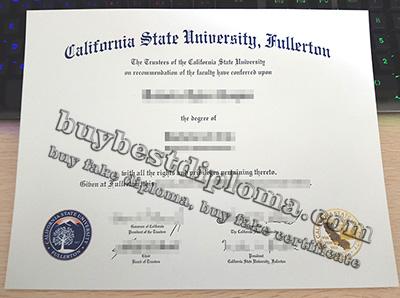 California State University, Fullerton
The Trustees of the California State University
on recommendation of the faculty have conferred upon
the degree of
with all the rights and privileges pertaining thereto.
Given at
buybestdiploma.com
buy fake diploma, buy fake certificate
Governor of California
President of the Trustees
Chair
Board of Trustees
President
California State University, Fullerton
CALIFORNIA STATE UNIVERSITY
FULLERTON